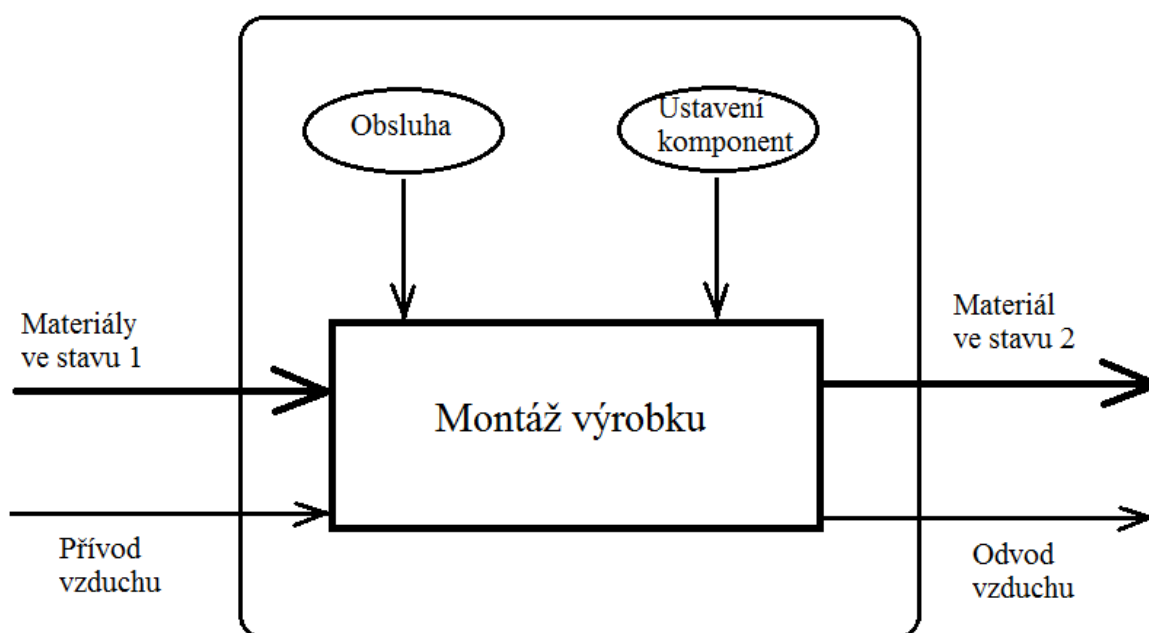 Obsluha
Ustavení
komponent
Materiály
ve stavu 1
Materiál
ve stavu 2
Montáž výrobku
Přívod
vzduchu
Odvod
vzduchu